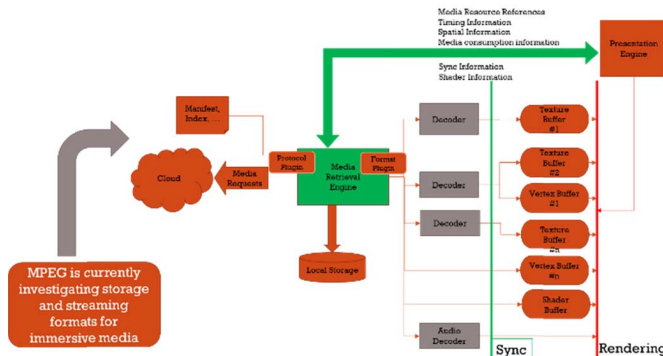 Media Resource References
Timing Information
Spatial Information
Media consumption information
Sync Information
Shader Information
Presentation
Engine
Manifest,
Index, ...
Cloud
Media
Requests
Protocol
Plugin
Media
Retrieval
Engine
Format
Plugin
Local Storage
Decoder
Texture
Buffer
#1
Decoder
Texture
Buffer
#2
Vertex Buffer
#1
Decoder
Texture
Buffer
#n
Vertex Buffer
#n
Shader
Buffer
Audio
Decoder
Sync
Rendering
MPEG is currently
investigating storage
and streaming
formats for
immersive media